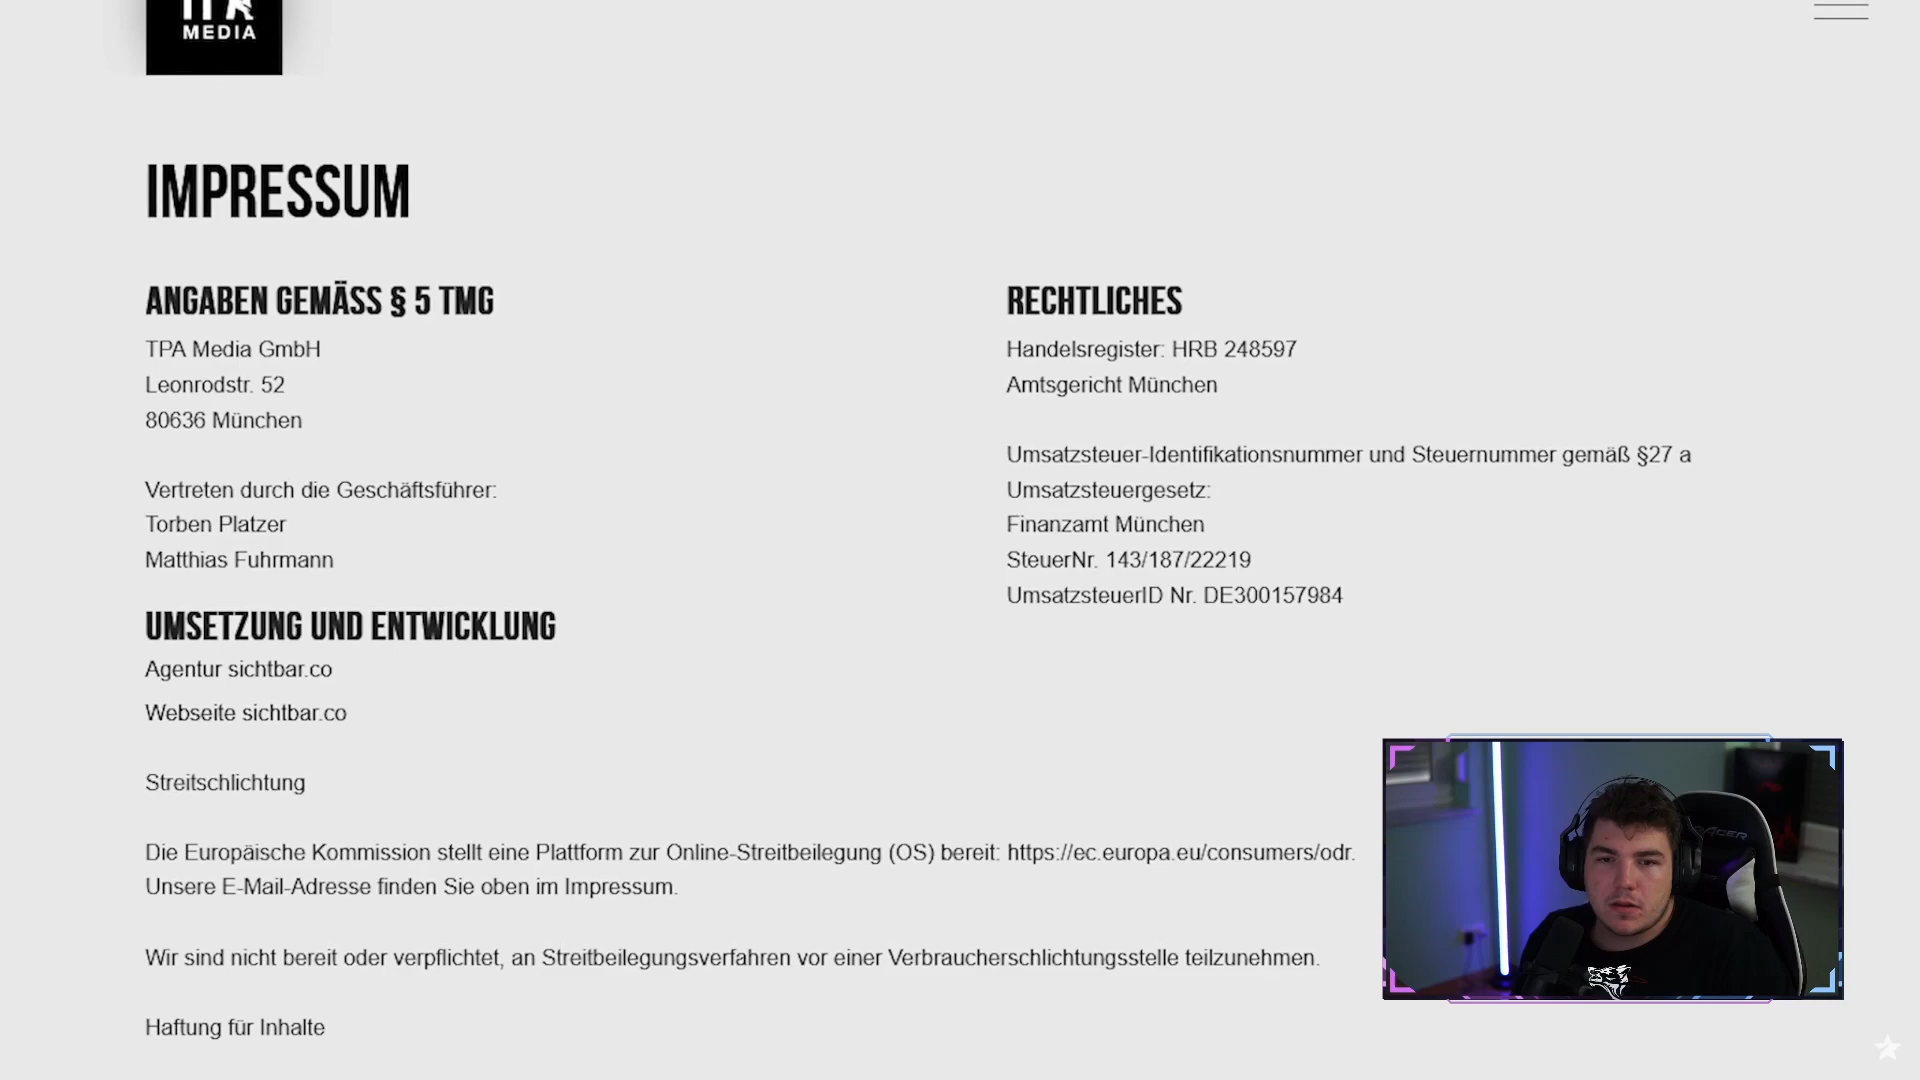 MEDIA
IMPRESSUM
ANGABEN GEMÄSS § 5 TMG
TPA Media GmbH
Leonrodstr. 52
80636 München
Vertreten durch die Geschäftsführer:
Torben Platzer
Matthias Fuhrmann
UMSETZUNG UND ENTWICKLUNG
Agentur sichtbar.co
Webseite sichtbar.co
Streitschlichtung
Die Europäische Kommission stellt eine Plattform zur Online-Streitbeilegung (OS) bereit: https://ec.europa.eu/consumers/odr.
Unsere E-Mail-Adresse finden Sie oben im Impressum.
Wir sind nicht bereit oder verpflichtet, an Streitbeilegungsverfahren vor einer Verbraucherschlichtungsstelle teilzunehmen.
Haftung für Inhalte
RECHTLICHES
Handelsregister: HRB 248597
Amtsgericht München
Umsatzsteuer-Identifikationsnummer und Steuernummer gemäß §27 a
Umsatzsteuergesetz:
Finanzamt München
SteuerNr. 143/187/22219
UmsatzsteuerID Nr. DE300157984